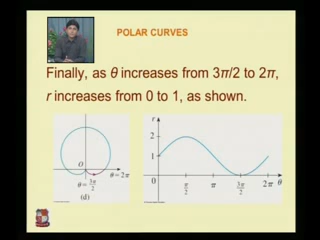 POLAR CURVES
Finally, as θ increases from 3π/2 to 2π,
r increases from 0 to 1, as shown.
O
θ = 2π
θ = 3π/2
(d)
r
2
1
0
π/2
π
3π/2
2π
θ